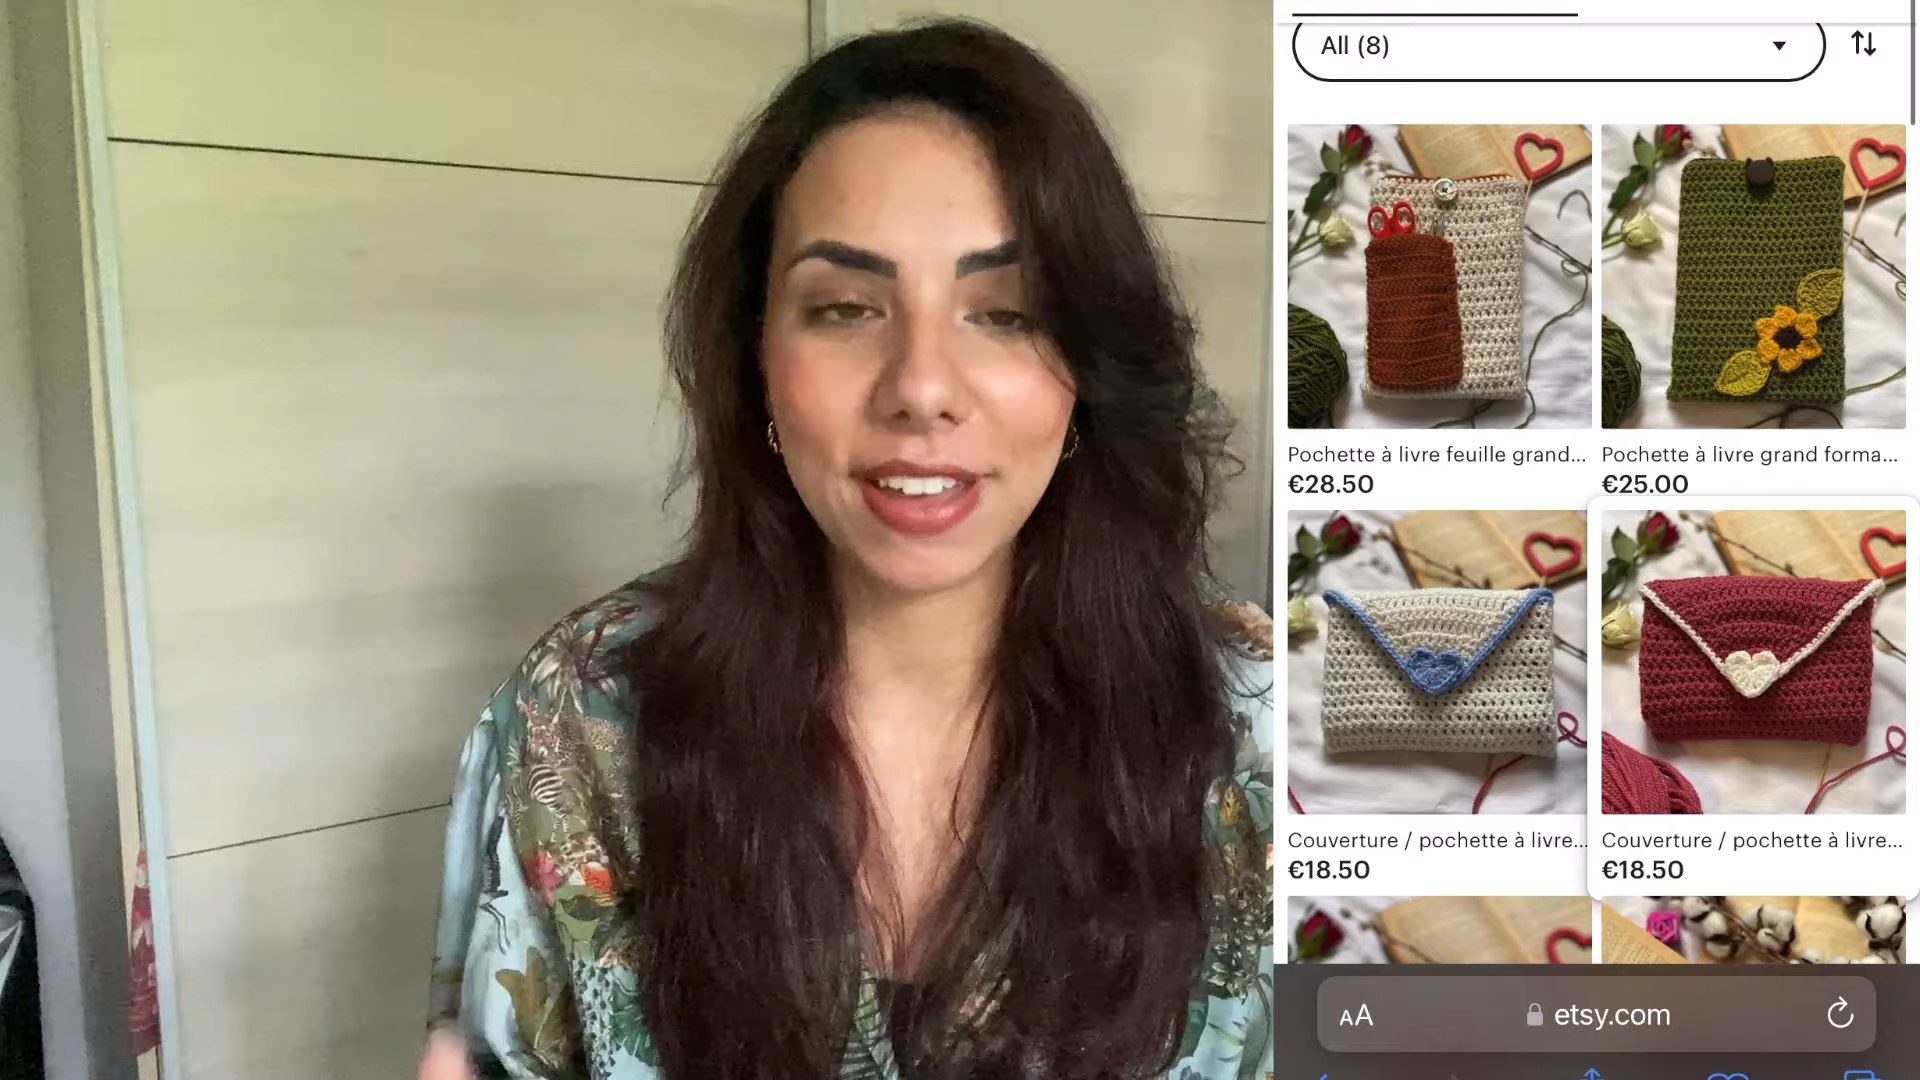 All (8)
Pochette à livre feuille grand...
€28.50
Pochette à livre grand forma...
€25.00
Couverture / pochette à livre...
€18.50
Couverture / pochette à livre...
€18.50
AA
etsy.com